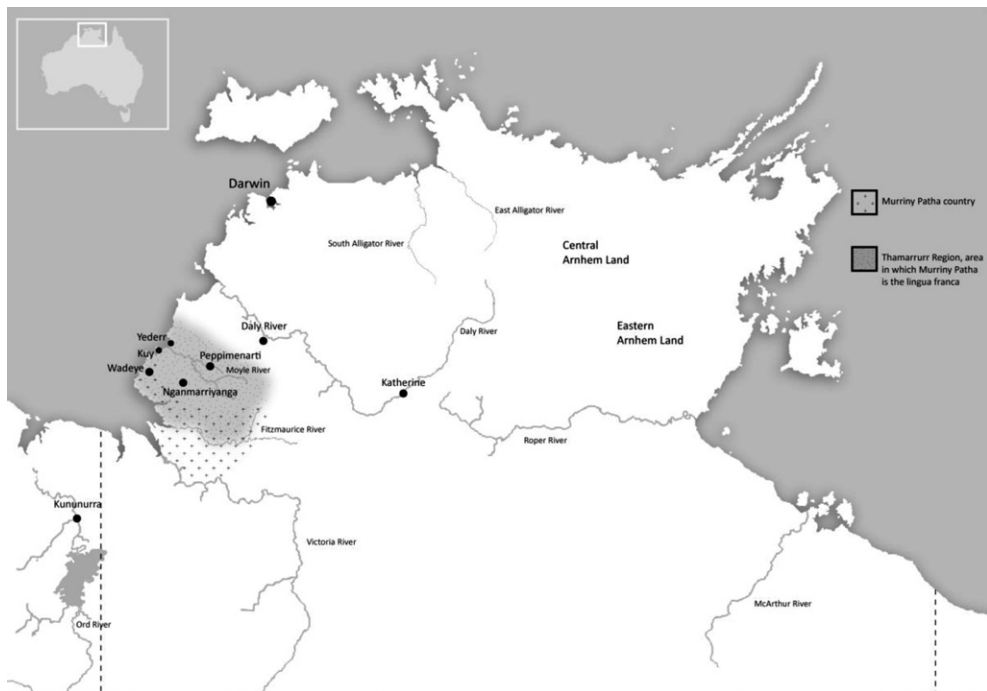 Darwin
East Alligator River
South Alligator River
Central
Arnhem Land
Murriny Patha country
Thamarrurr Region, area
in which Murriny Patha
is the lingua franca
Daly River
Daly River
Eastern
Arnhem Land
Yederr
Kuy
Peppimenarti
Wadeye
Moyle River
Nganmarriyanga
Katherine
Fitzmaurice River
Roper River
Kununurra
Victoria River
McArthur River
Ord River